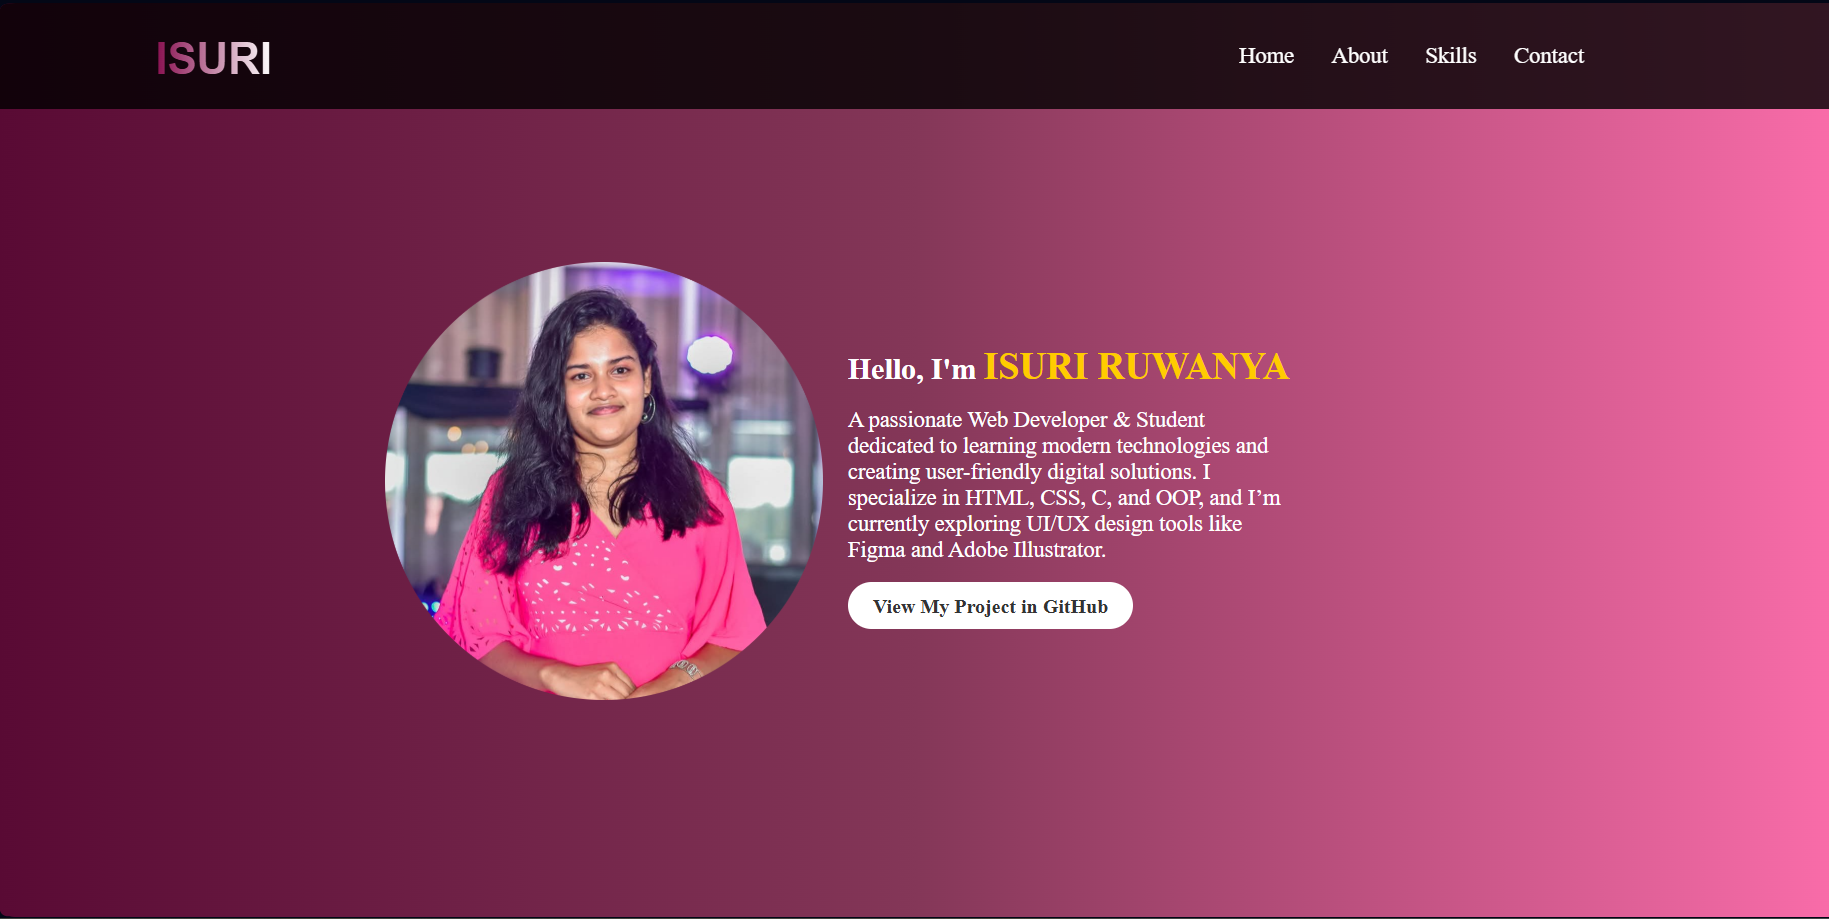 ISURI
Home About Skills Contact
Hello, I'm ISURI RUWANYA
A passionate Web Developer & Student
dedicated to learning modern technologies and
creating user-friendly digital solutions. I
specialize in HTML, CSS, C, and OOP, and I’m
currently exploring UI/UX design tools like
Figma and Adobe Illustrator.
View My Project in GitHub